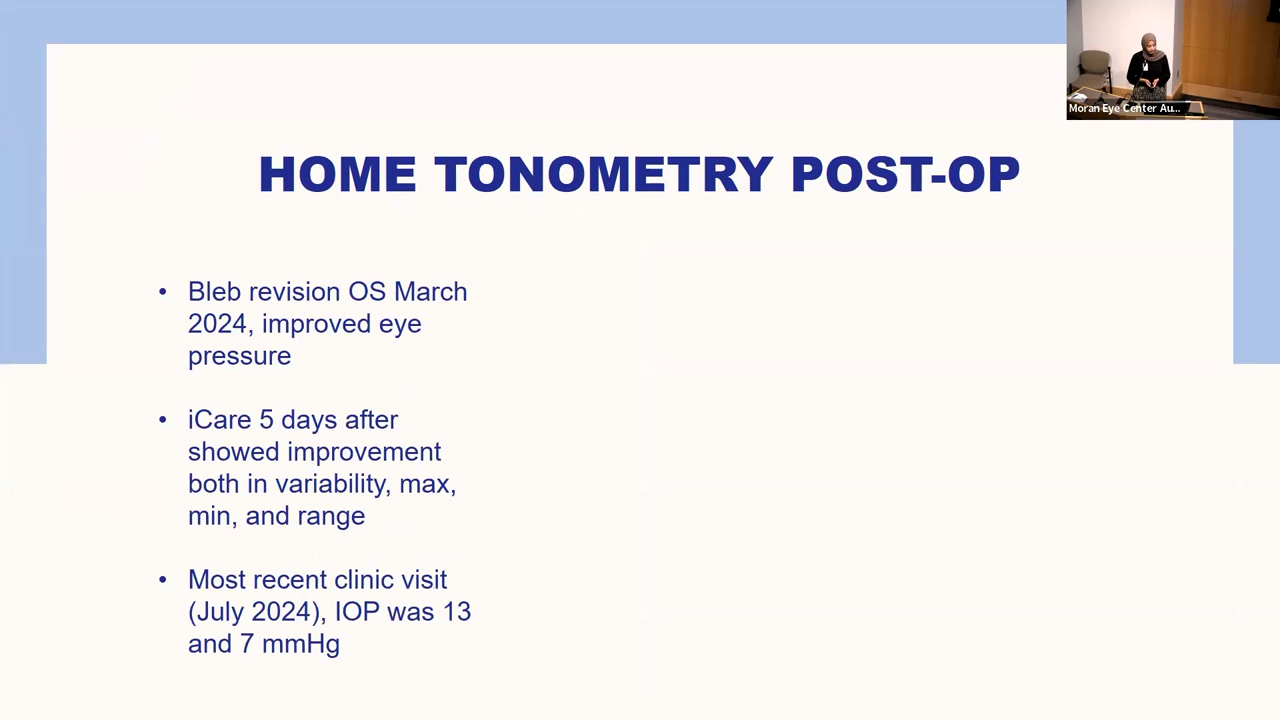 Moran Eye Center Au...
HOME TONOMETRY POST-OP
• Bleb revision OS March
2024, improved eye
pressure
• iCare 5 days after
showed improvement
both in variability, max,
min, and range
• Most recent clinic visit
(July 2024), IOP was 13
and 7 mmHg